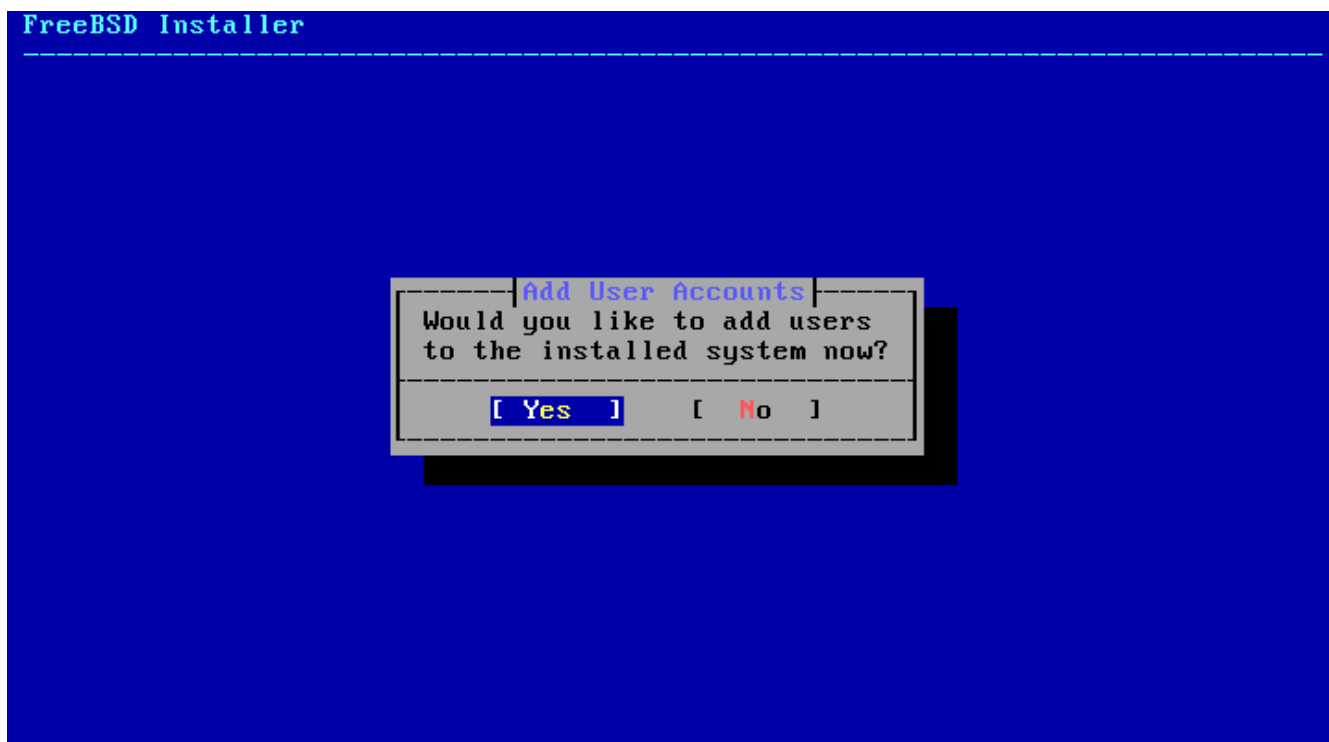 FreeBSD Installer
Add User Accounts
Would you like to add users
to the installed system now?
[ Yes ] [ No ]